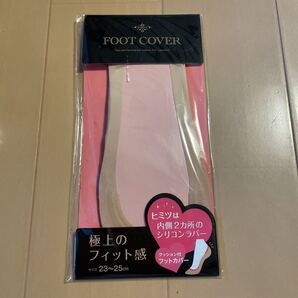 FOOT COVER
ヒミツは
内側2カ所の
シリコンラバー
クッション付
フットカバー
極上の
フィット感
サイズ 23〜25cm